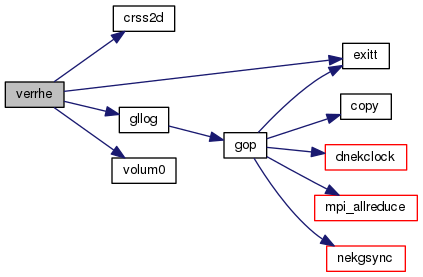 crss2d
exitt
verrhe
copy
gllog
gop
dnekclock
volum0
mpi_allreduce
nekgsync